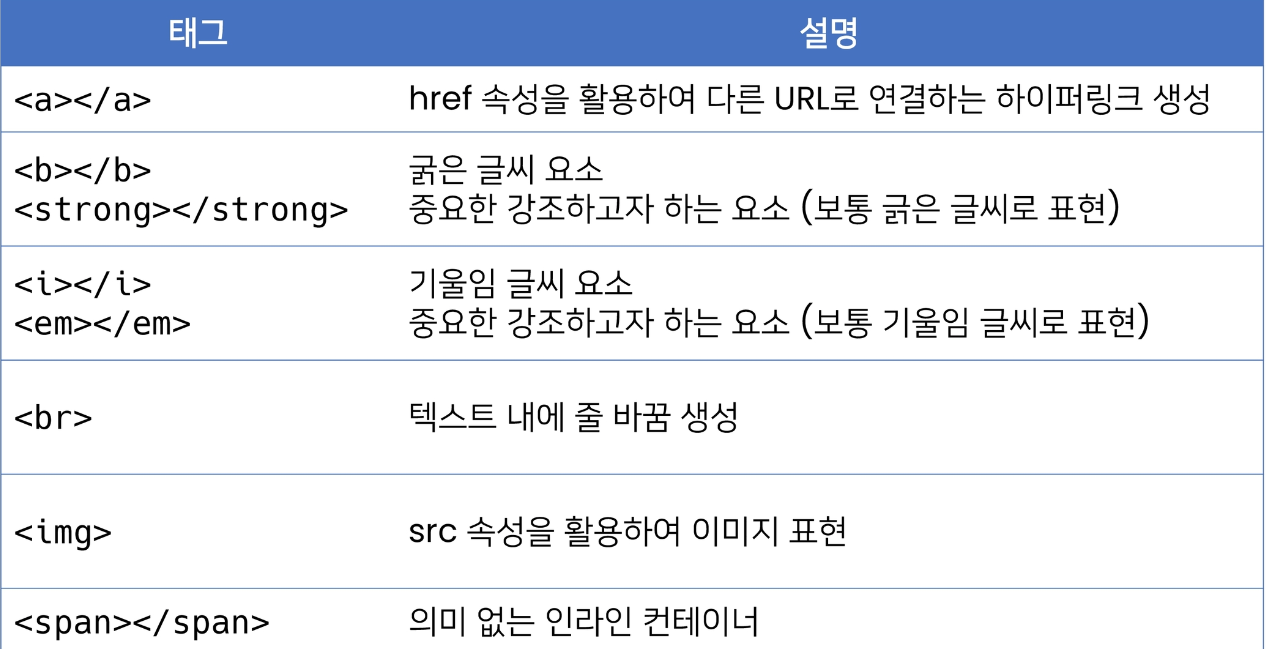 태그 설명
<a></a> href 속성을 활용하여 다른 URL로 연결하는 하이퍼링크 생성
<b></b> 굵은 글씨 요소
<strong></strong> 중요한 강조하고자 하는 요소 (보통 굵은 글씨로 표현)
<i></i> 기울임 글씨 요소
<em></em> 중요한 강조하고자 하는 요소 (보통 기울임 글씨로 표현)
<br> 텍스트 내에 줄 바꿈 생성
<img> src 속성을 활용하여 이미지 표현
<span></span> 의미 없는 인라인 컨테이너